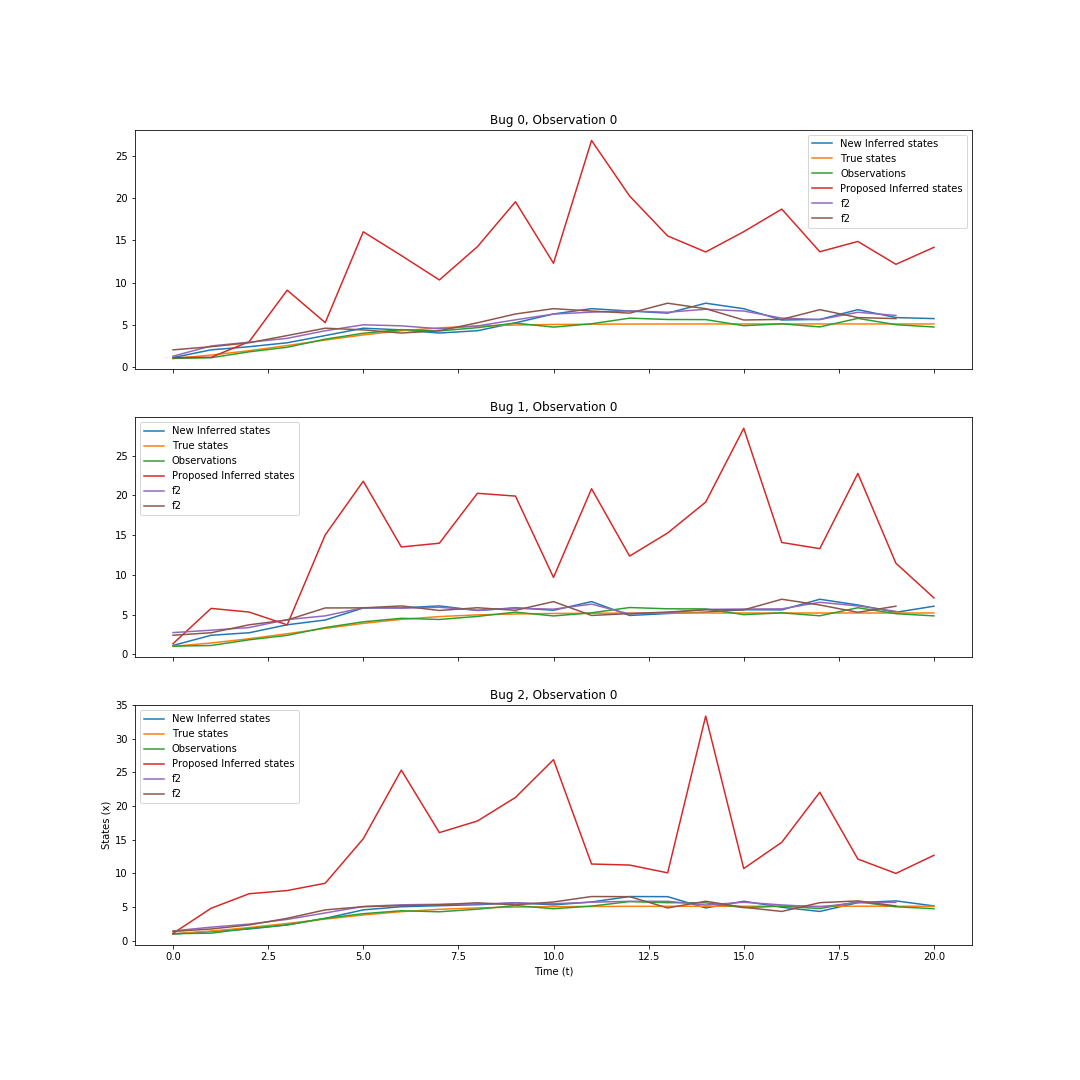 Bug 0, Observation 0
25
20
15
10
5
0
New Inferred states
True states
Observations
Proposed Inferred states
f2
f2
Bug 1, Observation 0
25
20
15
10
5
0
New Inferred states
True states
Observations
Proposed Inferred states
f2
f2
Bug 2, Observation 0
35
30
25
20
15
10
5
0
States (x)
New Inferred states
True states
Observations
Proposed Inferred states
f2
f2
0.0 2.5 5.0 7.5 10.0 12.5 15.0 17.5 20.0
Time (t)